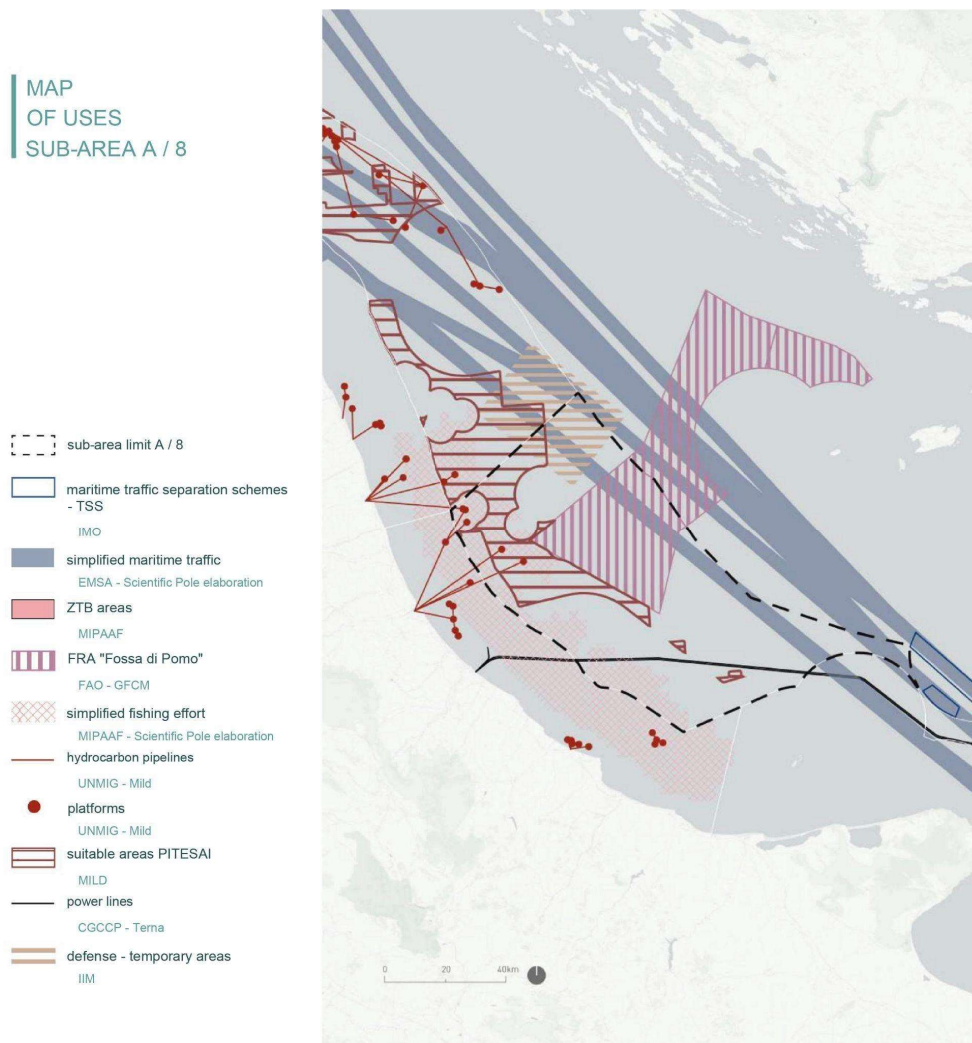 MAP
OF USES
SUB-AREA A / 8
sub-area limit A / 8
maritime traffic separation schemes
- TSS
IMO
simplified maritime traffic
EMSA - Scientific Pole elaboration
ZTB areas
MIPAAF
FRA "Fossa di Pomo"
FAO - GFCM
simplified fishing effort
MIPAAF - Scientific Pole elaboration
hydrocarbon pipelines
UNMIG - Mild
platforms
UNMIG - Mild
suitable areas PITESAI
MILD
power lines
CGCCP - Terna
defense - temporary areas
IIM
0 20 40km